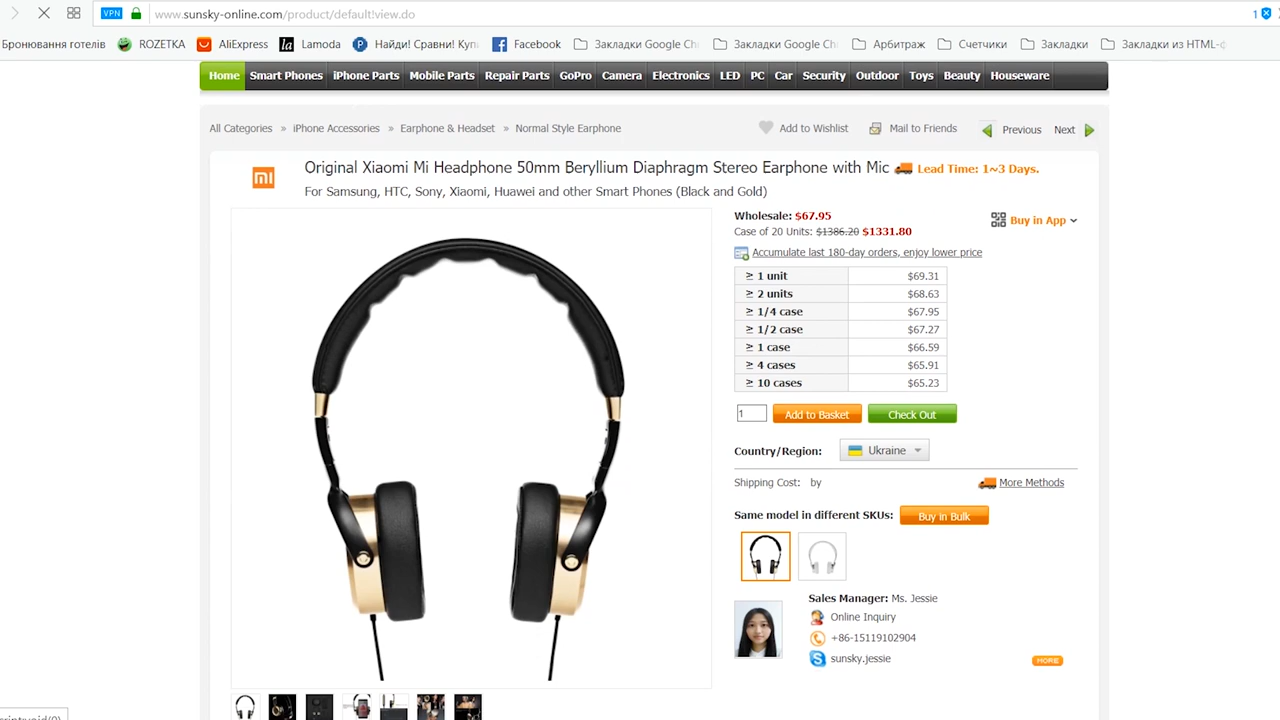 VPN
www.sunsky-online.com/product/default!view.do
1
Бронювання готелів
ROZETKA
AliExpress
la
Lamoda
Найди! Сравни! Куп
Facebook
Закладки Google Ch
Закладки Google Ch
Арбитраж
Счетчики
Закладки
Закладки из HTML-ф
Home
Smart Phones
iPhone Parts
Mobile Parts
Repair Parts
GoPro
Camera
Electronics
LED
PC
Car
Security
Outdoor
Toys
Beauty
Houseware
All Categories » iPhone Accessories » Earphone & Headset » Normal Style Earphone
Add to Wishlist
Mail to Friends
Previous
Next
mi
Original Xiaomi Mi Headphone 50mm Beryllium Diaphragm Stereo Earphone with Mic
Lead Time: 1~3 Days.
For Samsung, HTC, Sony, Xiaomi, Huawei and other Smart Phones (Black and Gold)
Wholesale: $67.95
Buy in App
Case of 20 Units: $1386.20 $1331.80
Accumulate last 180-day orders, enjoy lower price
≥ 1 unit $69.31
≥ 2 units $68.63
≥ 1/4 case $67.95
≥ 1/2 case $67.27
≥ 1 case $66.59
≥ 4 cases $65.91
≥ 10 cases $65.23
1
Add to Basket
Check Out
Country/Region:
Ukraine
Shipping Cost: by
More Methods
Same model in different SKUs:
Buy in Bulk
Sales Manager: Ms. Jessie
Online Inquiry
+86-15119102904
sunsky.jessie
MORE